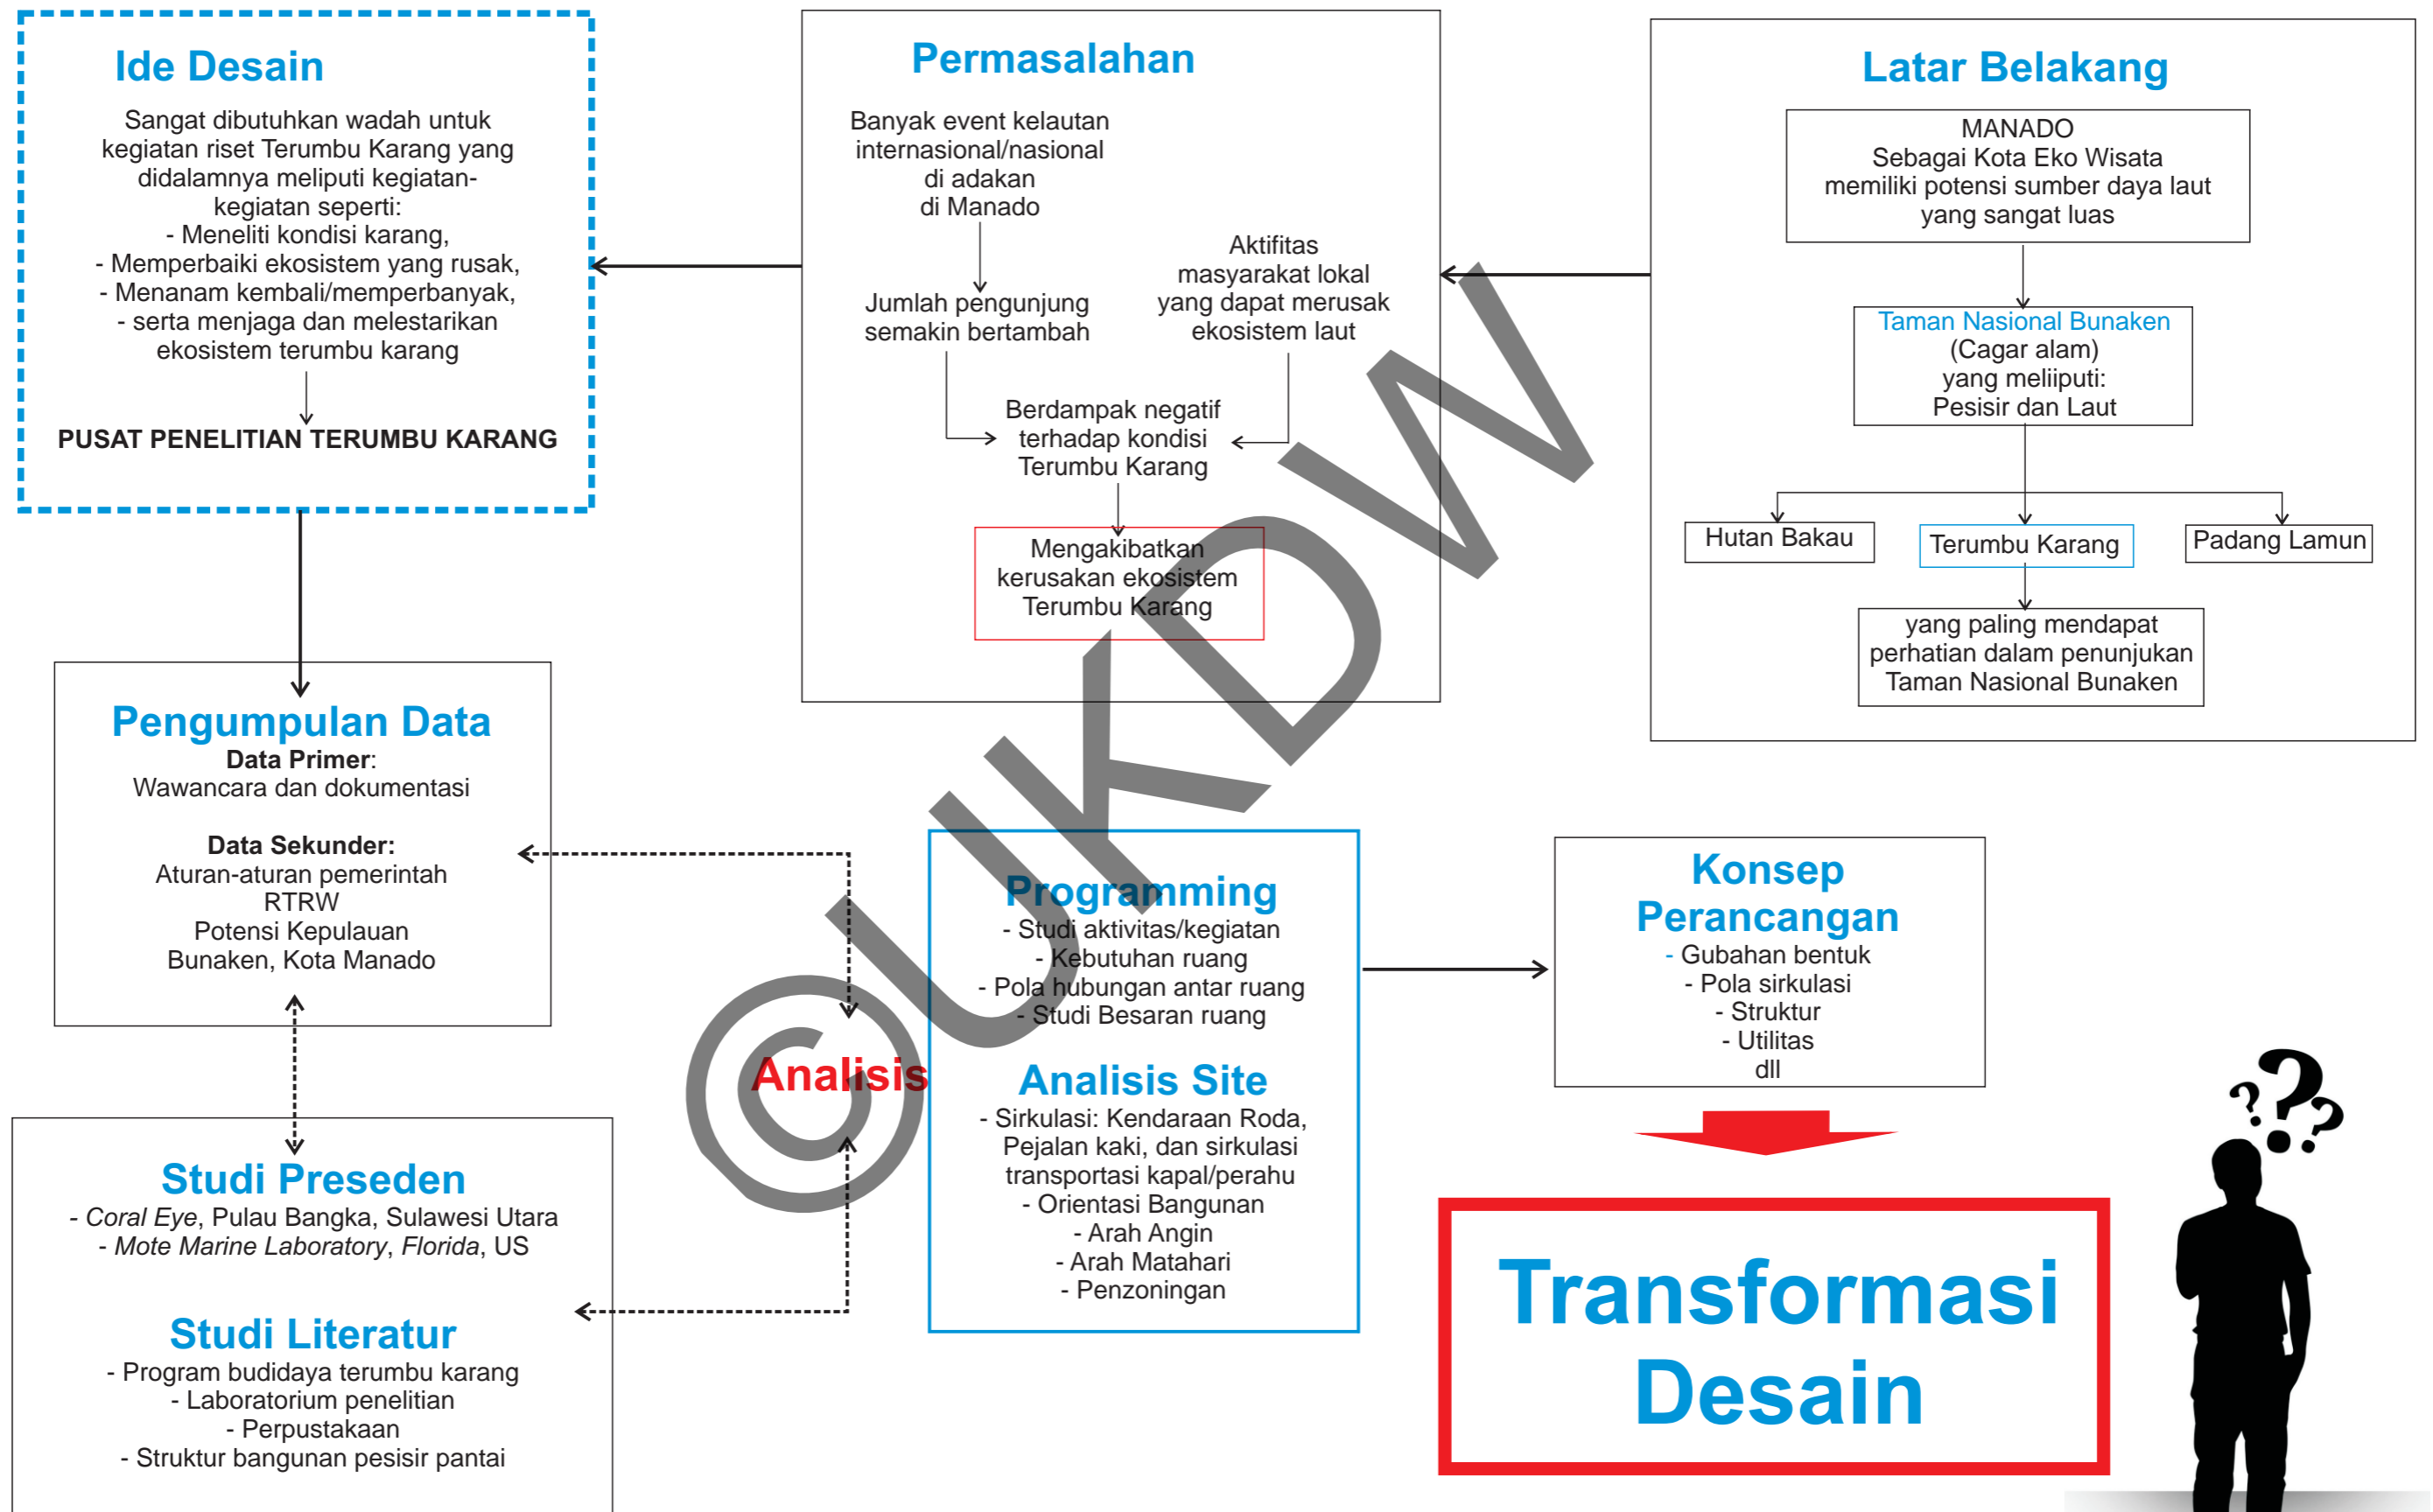 Ide Desain
Sangat dibutuhkan wadah untuk
kegiatan riset Terumbu Karang yang
didalamnya meliputi kegiatan-
kegiatan seperti:
- Meneliti kondisi karang,
- Memperbaiki ekosistem yang rusak,
- Menanam kembali/memperbanyak,
- serta menjaga dan melestarikan
ekosistem terumbu karang
PUSAT PENELITIAN TERUMBU KARANG
Permasalahan
Banyak event kelautan
internasional/nasional
di adakan
di Manado
Jumlah pengunjung
semakin bertambah
Aktifitas
masyarakat lokal
yang dapat merusak
ekosistem laut
Berdampak negatif
terhadap kondisi
Terumbu Karang
Mengakibatkan
kerusakan ekosistem
Terumbu Karang
Latar Belakang
MANADO
Sebagai Kota Eko Wisata
memiliki potensi sumber daya laut
yang sangat luas
Taman Nasional Bunaken
(Cagar alam)
yang meliiputi:
Pesisir dan Laut
Hutan Bakau
Terumbu Karang
Padang Lamun
yang paling mendapat
perhatian dalam penunjukan
Taman Nasional Bunaken
Pengumpulan Data
Data Primer:
Wawancara dan dokumentasi
Data Sekunder:
Aturan-aturan pemerintah
RTRW
Potensi Kepulauan
Bunaken, Kota Manado
Studi Preseden
- Coral Eye, Pulau Bangka, Sulawesi Utara
- Mote Marine Laboratory, Florida, US
Studi Literatur
- Program budidaya terumbu karang
- Laboratorium penelitian
- Perpustakaan
- Struktur bangunan pesisir pantai
Analisis
Programming
- Studi aktivitas/kegiatan
- Kebutuhan ruang
- Pola hubungan antar ruang
- Studi Besaran ruang
Analisis Site
- Sirkulasi: Kendaraan Roda,
Pejalan kaki, dan sirkulasi
transportasi kapal/perahu
- Orientasi Bangunan
- Arah Angin
- Arah Matahari
- Penzoningan
Konsep
Perancangan
- Gubahan bentuk
- Pola sirkulasi
- Struktur
- Utilitas
dll
Transformasi
Desain
???
©UKDW